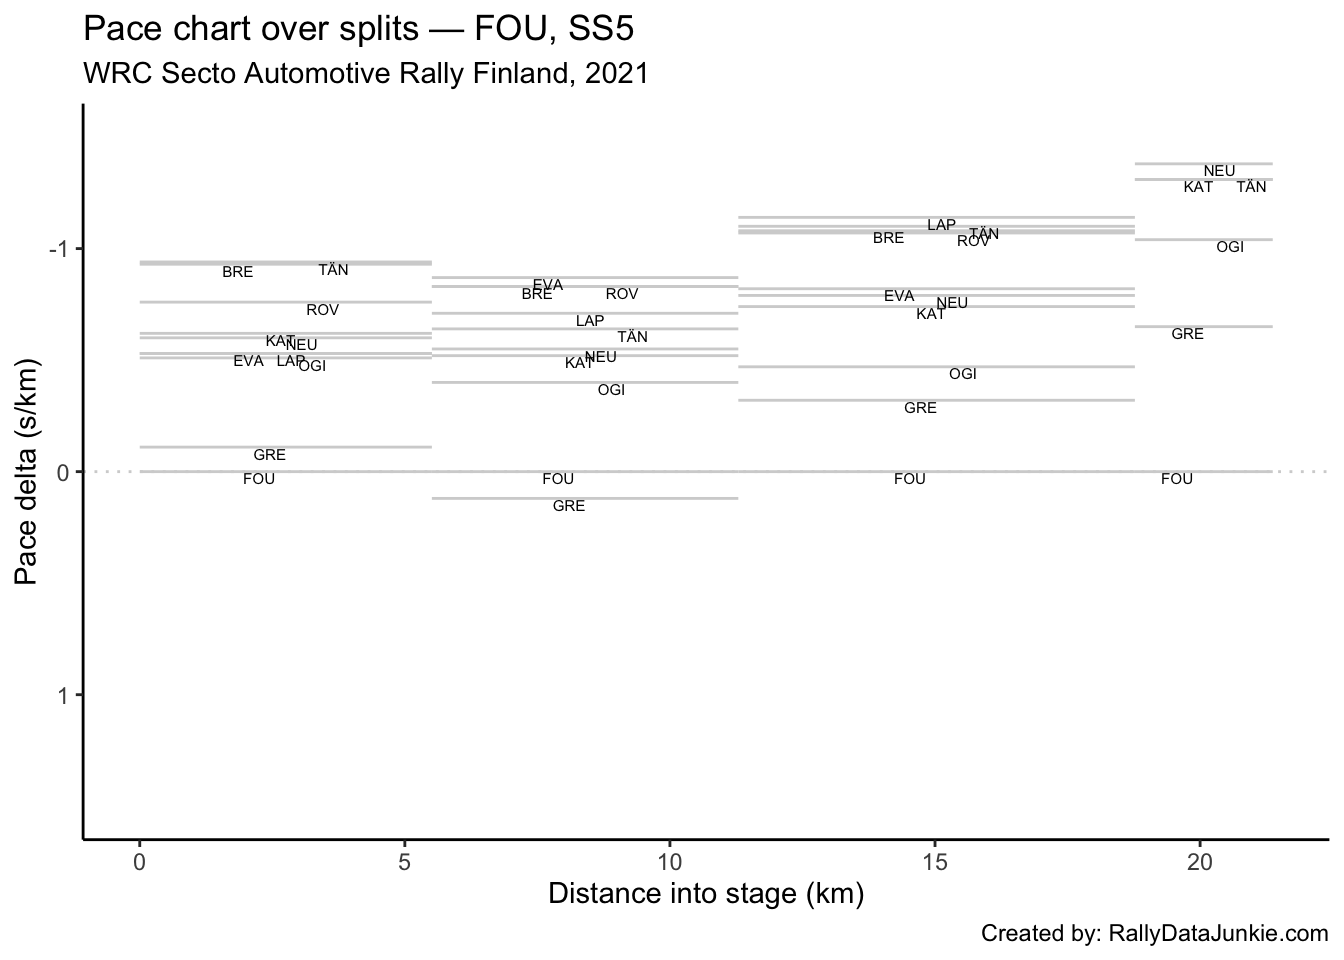 Pace chart over splits — FOU, SS5
WRC Secto Automotive Rally Finland, 2021
NEU
KAT TÄN
LAP
TÄN
BRE ROV
OGI
BRE TÄN
EVA
BRE ROV
EVA NEU
KAT
ROV
LAP
GRE
KAT NEU
TÄN
EVA LAP OGI
NEU
KAT
OGI
OGI
GRE
GRE
FOU FOU FOU FOU
GRE
-1
0
1
0 5 10 15 20
Pace delta (s/km)
Distance into stage (km)
Created by: RallyDataJunkie.com